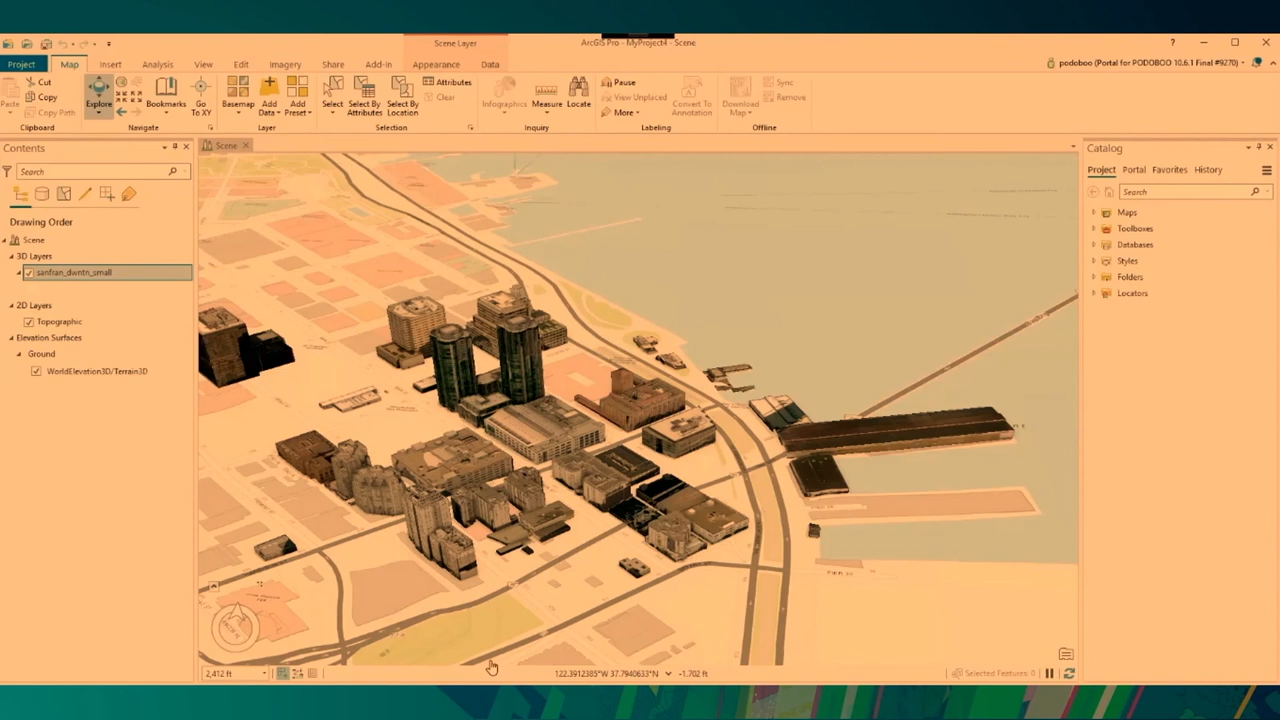 Scene Layer
ArcGIS Pro - MyProject4 - Scene
Project Map Insert Analysis View Edit Imagery Share Add-In Appearance Data
podoboo (Portal for PODOBOO 10.6.1 Final #9270)
Paste
Cut
Copy
Copy Path
Clipboard
Explore
Bookmarks
Go To XY
Navigate
Basemap
Add Data
Add Preset
Layer
Select
Select By Attributes
Select By Location
Attributes
Clear
Selection
Infographics
Measure
Locate
Inquiry
Pause
View Unplaced
More
Convert To Annotation
Labeling
Download Map
Sync
Remove
Offline
Contents
Search
Drawing Order
Scene
3D Layers
sanfran_dwntn_small
2D Layers
Topographic
Elevation Surfaces
Ground
WorldElevation3D/Terrain3D
Scene
2,412 ft
122.3912385°W 37.7940633°N
-1.702 ft
Selected Features: 0
Catalog
Project Portal Favorites History
Search
Maps
Toolboxes
Databases
Styles
Folders
Locators